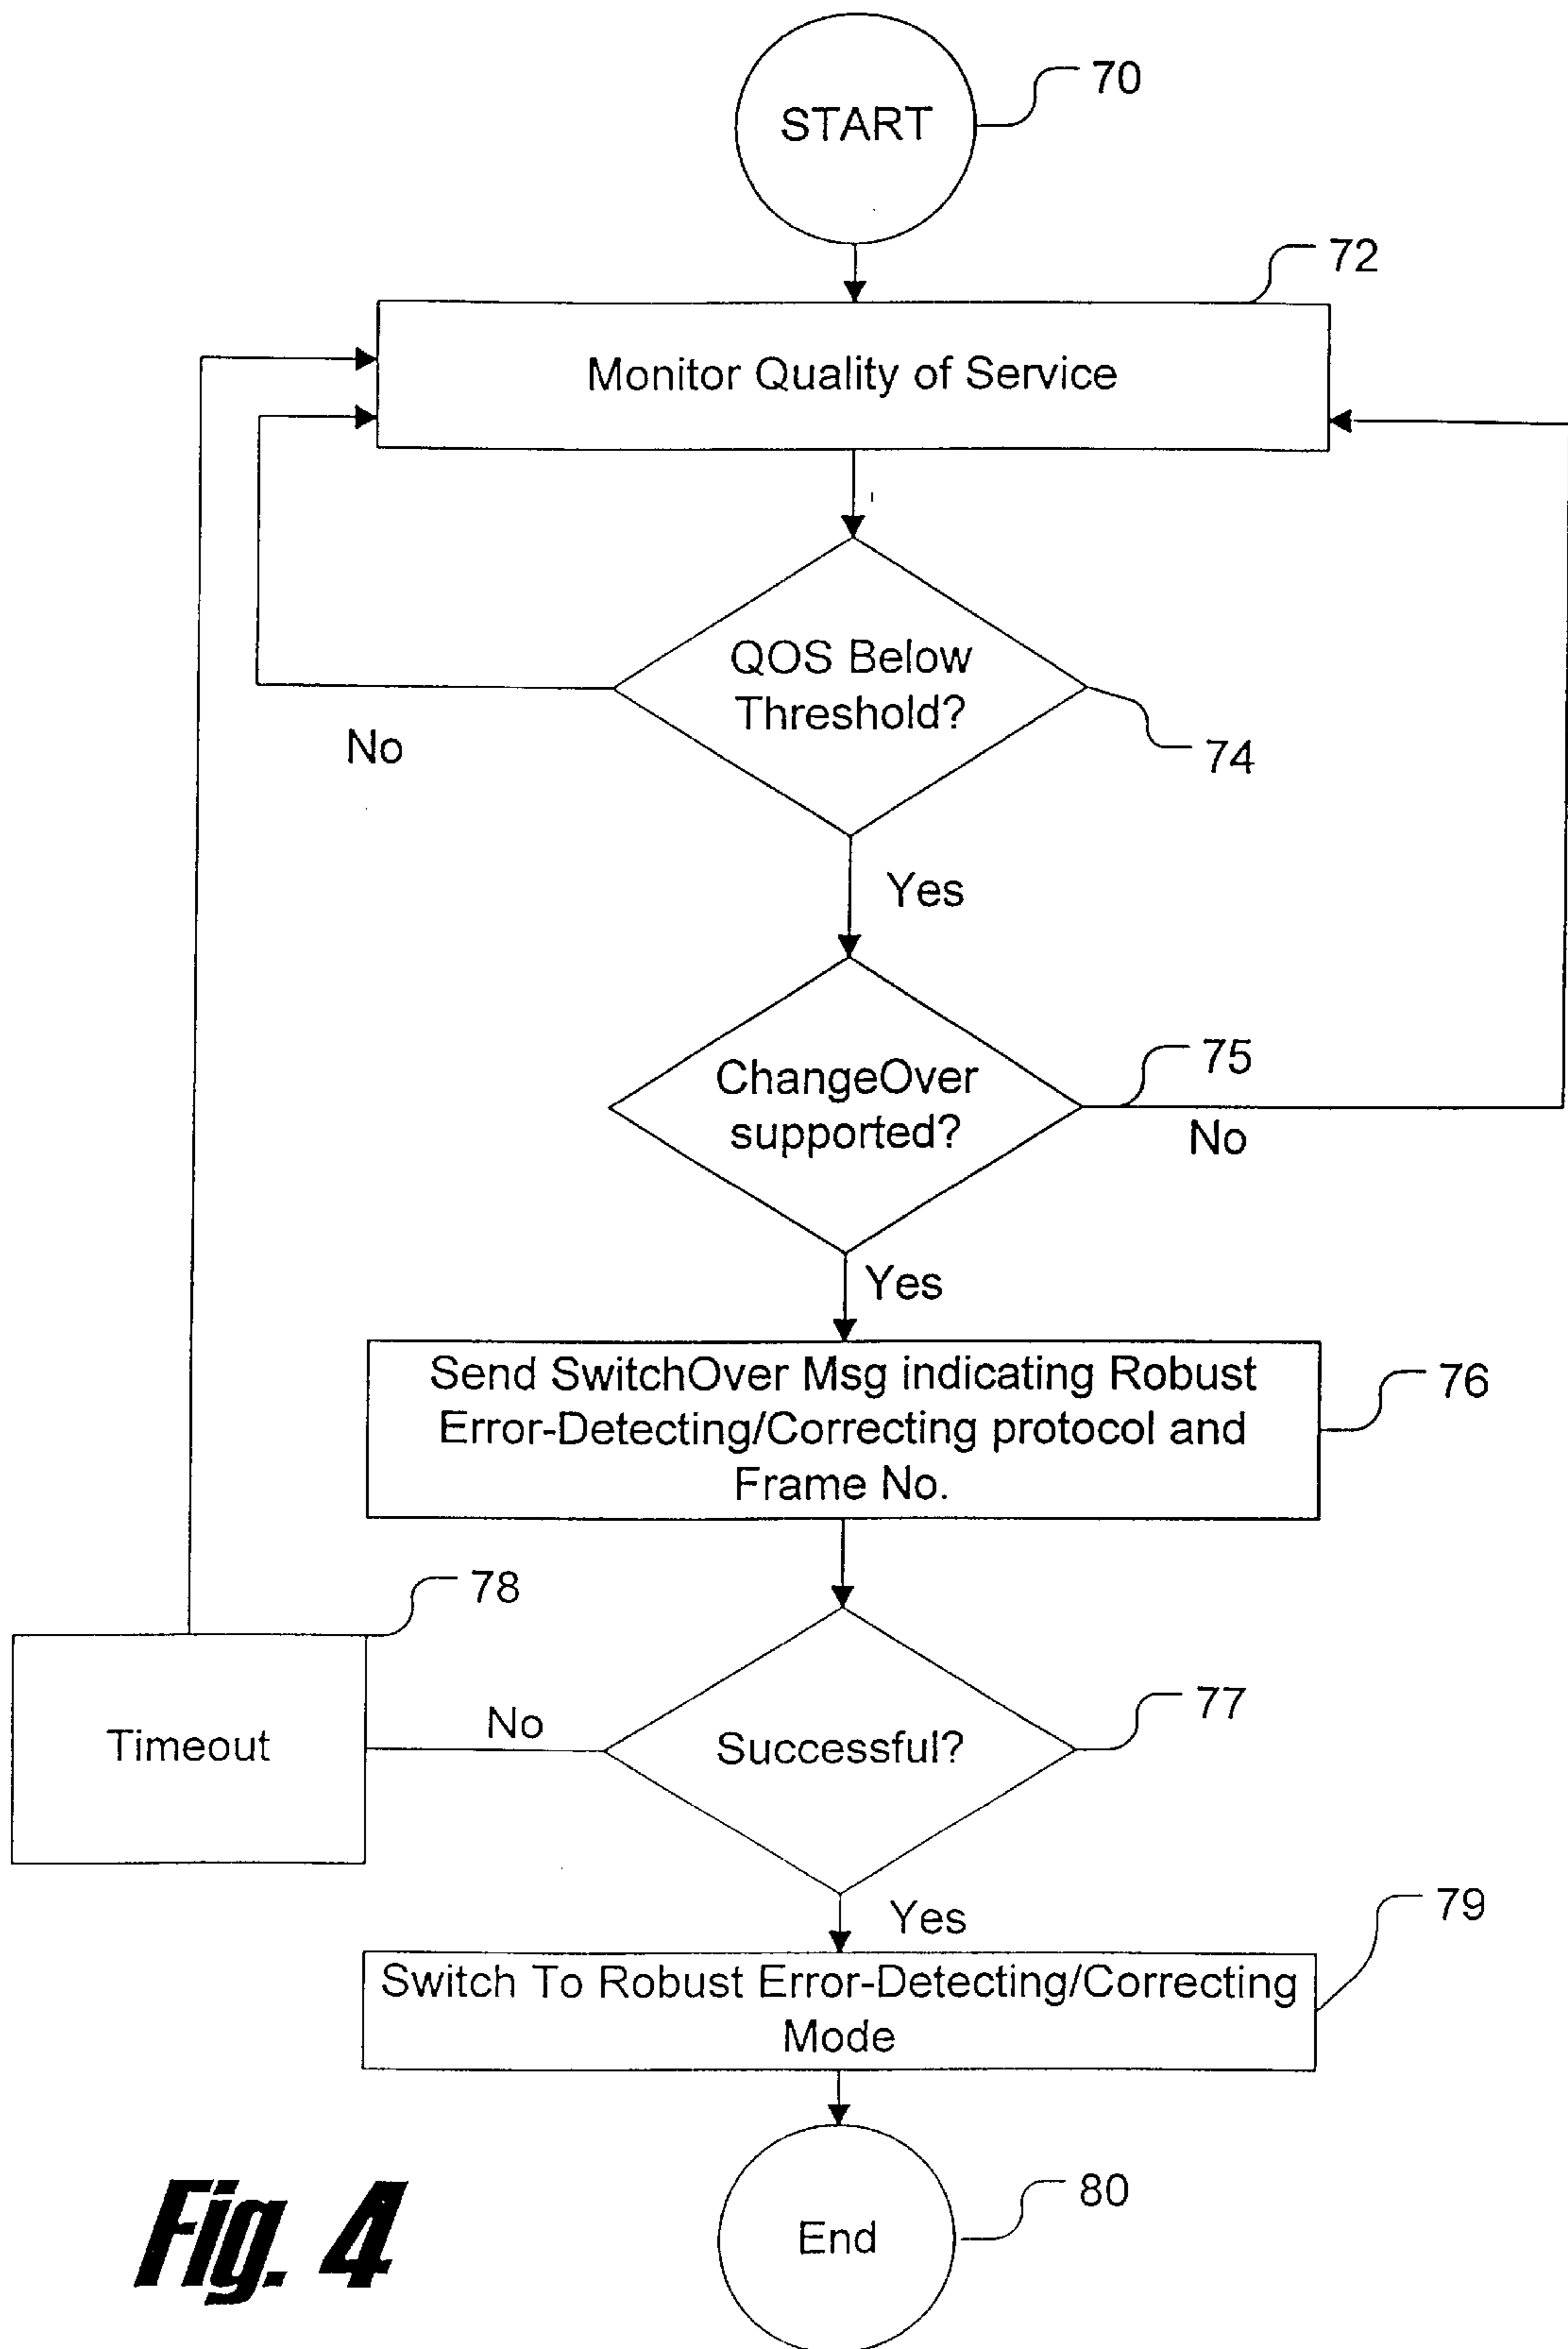 START
70
72
Monitor Quality of Service
QOS Below
Threshold?
No
74
Yes
ChangeOver
supported?
75
No
Yes
Send SwitchOver Msg indicating Robust
Error-Detecting/Correcting protocol and
Frame No.
76
78
Timeout
No
Successful?
77
Yes
79
Switch To Robust Error-Detecting/Correcting
Mode
End
80
Fig. 4